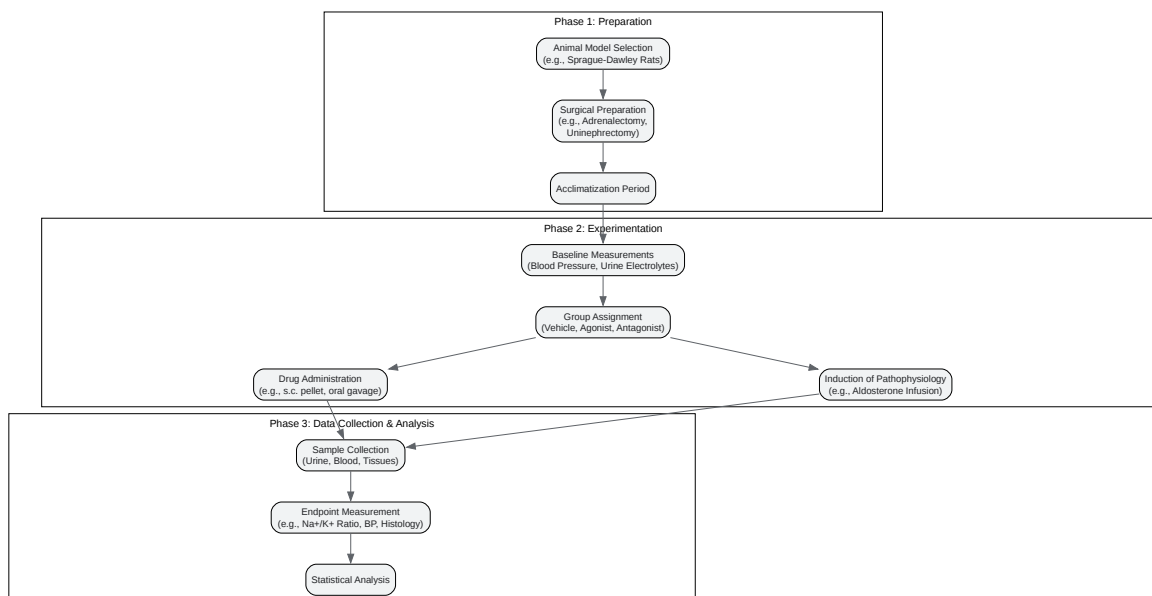 Phase 1: Preparation
Animal Model Selection
(e.g., Sprague-Dawley Rats)
Surgical Preparation
(e.g., Adrenalectomy,
Uninephrectomy)
Acclimatization Period
Phase 2: Experimentation
Baseline Measurements
(Blood Pressure, Urine Electrolytes)
Group Assignment
(Vehicle, Agonist, Antagonist)
Drug Administration
(e.g., s.c. pellet, oral gavage)
Induction of Pathophysiology
(e.g., Aldosterone Infusion)
Phase 3: Data Collection & Analysis
Sample Collection
(Urine, Blood, Tissues)
Endpoint Measurement
(e.g., Na+/K+ Ratio, BP, Histology)
Statistical Analysis